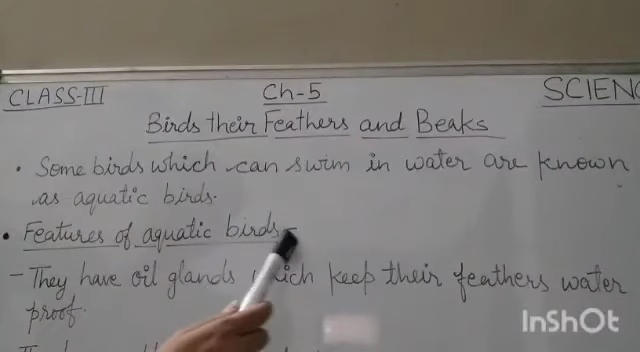 CLASS-III Ch-5 SCIENC
Birds their Feathers and Beaks
• Some birds which can swim in water are known
as aquatic birds.
• Features of aquatic birds-
- They have oil glands which keep their feathers water
proof.
InShOt